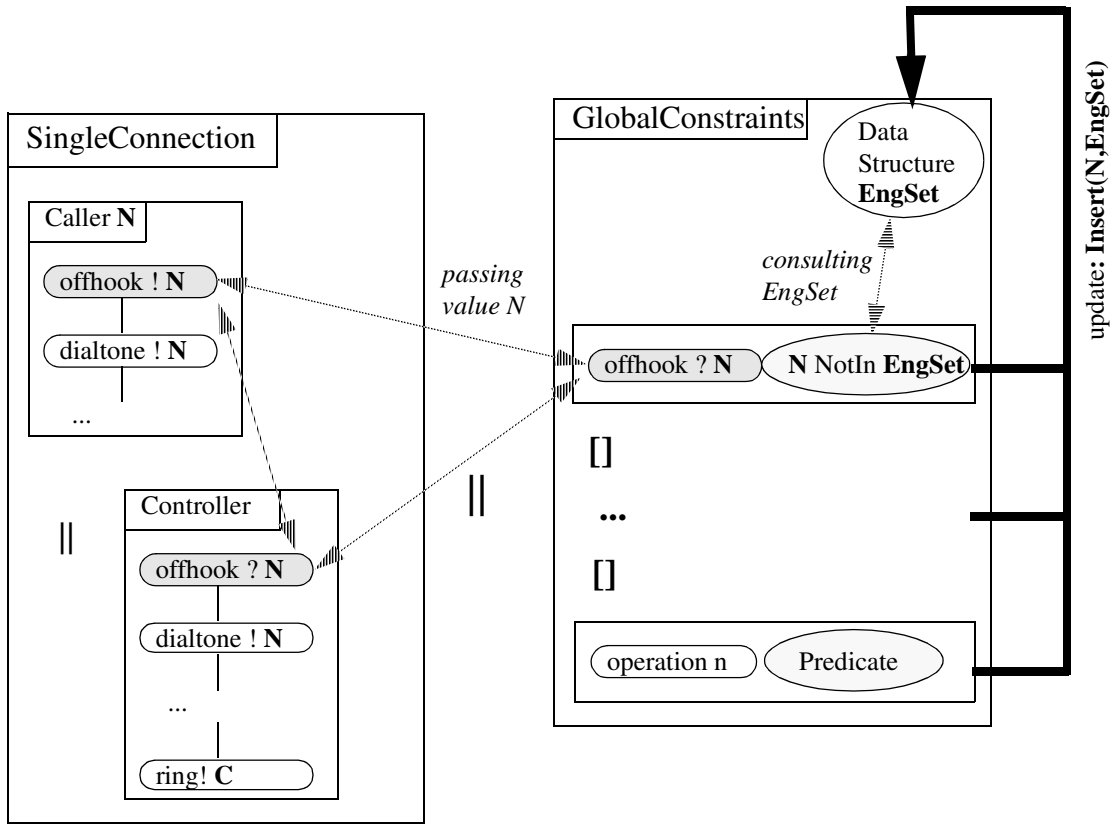 SingleConnection
Caller N
offhook ! N
dialtone ! N
...
||
Controller
offhook ? N
dialtone ! N
...
ring! C
||
passing
value N
GlobalConstraints
Data
Structure
EngSet
consulting
EngSet
offhook ? N
N NotIn EngSet
[]
...
[]
operation n
Predicate
update: Insert(N,EngSet)